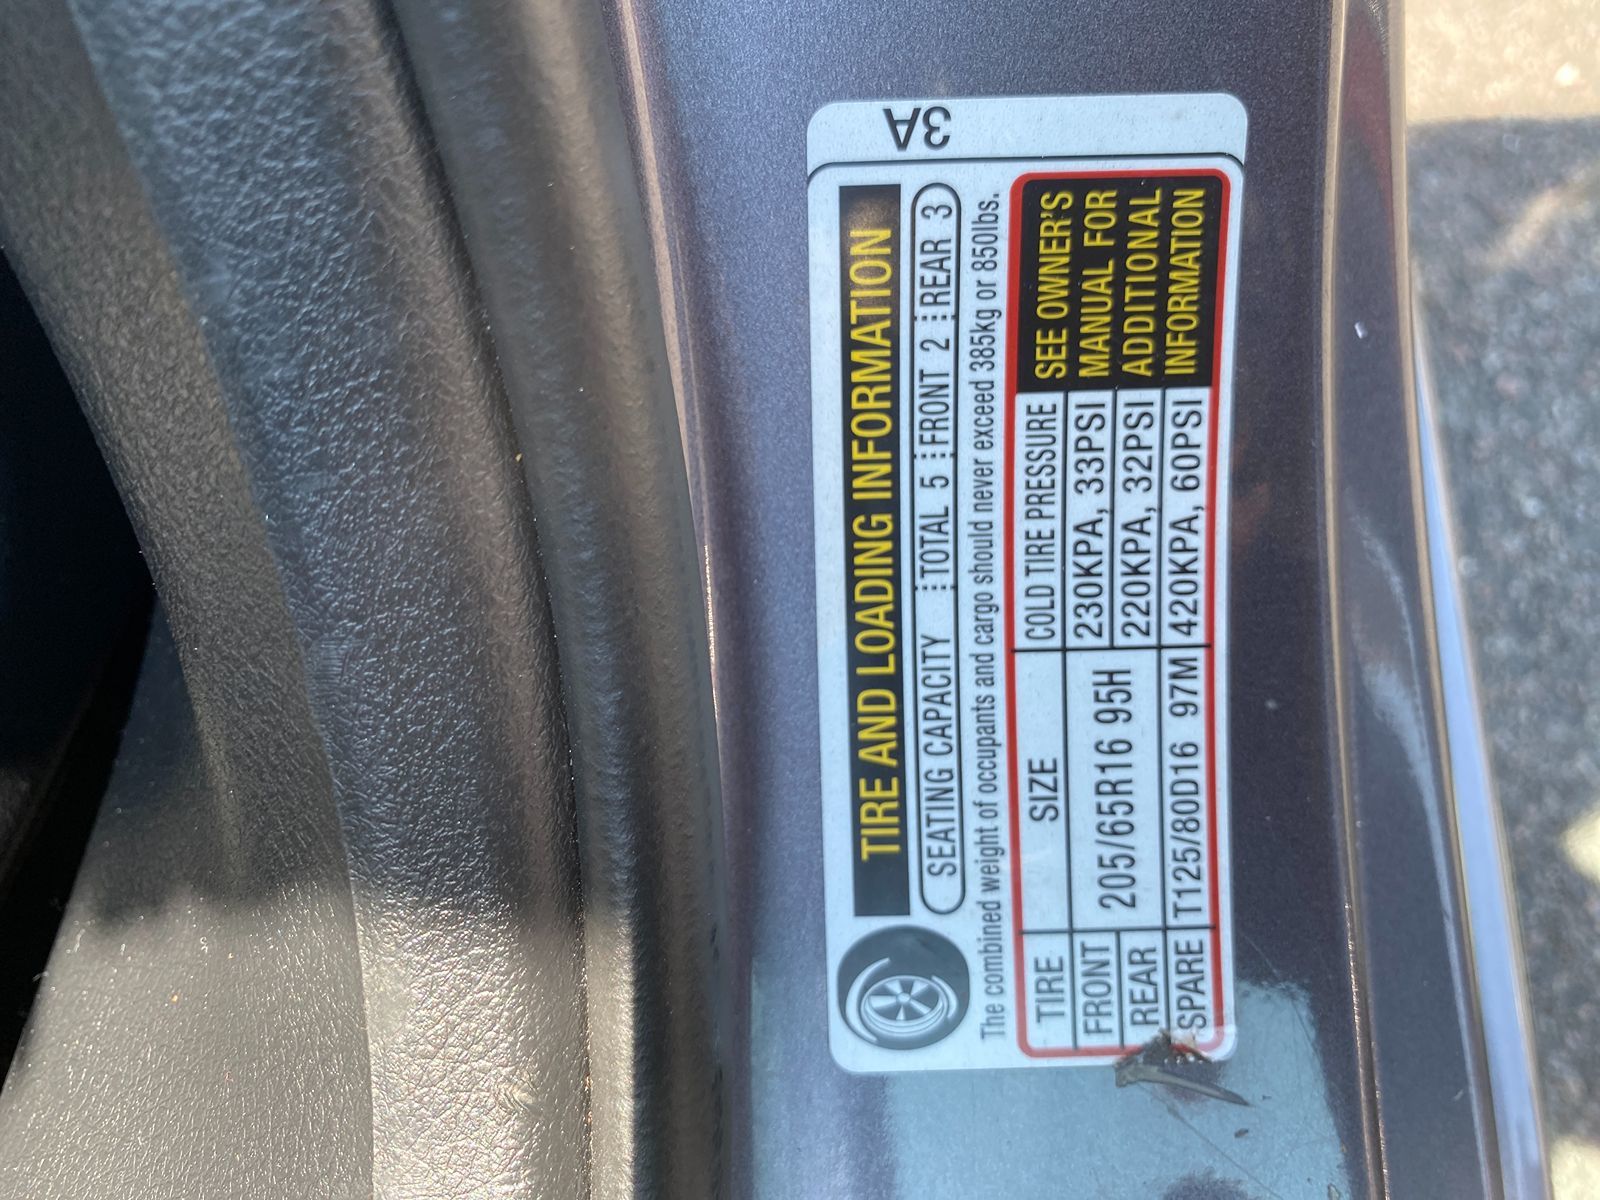 3A
TIRE AND LOADING INFORMATION
SEATING CAPACITY TOTAL 5 FRONT 2 REAR 3
The combined weight of occupants and cargo should never exceed 385kg or 850lbs.
TIRE SIZE COLD TIRE PRESSURE
FRONT 205/65R16 95H 230KPA, 33PSI
REAR 220KPA, 32PSI
SPARE T125/80D16 97M 420KPA, 60PSI
SEE OWNER'S
MANUAL FOR
ADDITIONAL
INFORMATION